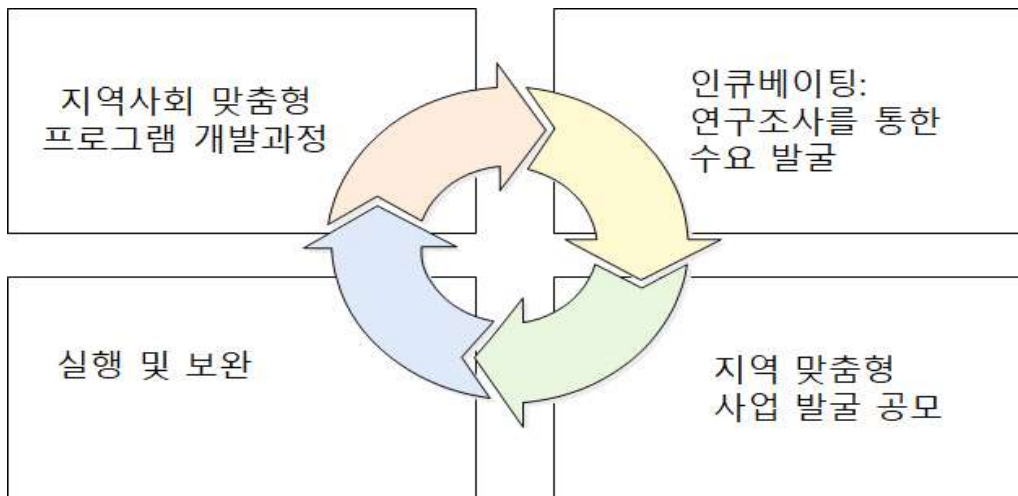 지역사회 맞춤형
프로그램 개발과정
인큐베이팅:
연구조사를 통한
수요 발굴
실행 및 보완
지역 맞춤형
사업 발굴 공모